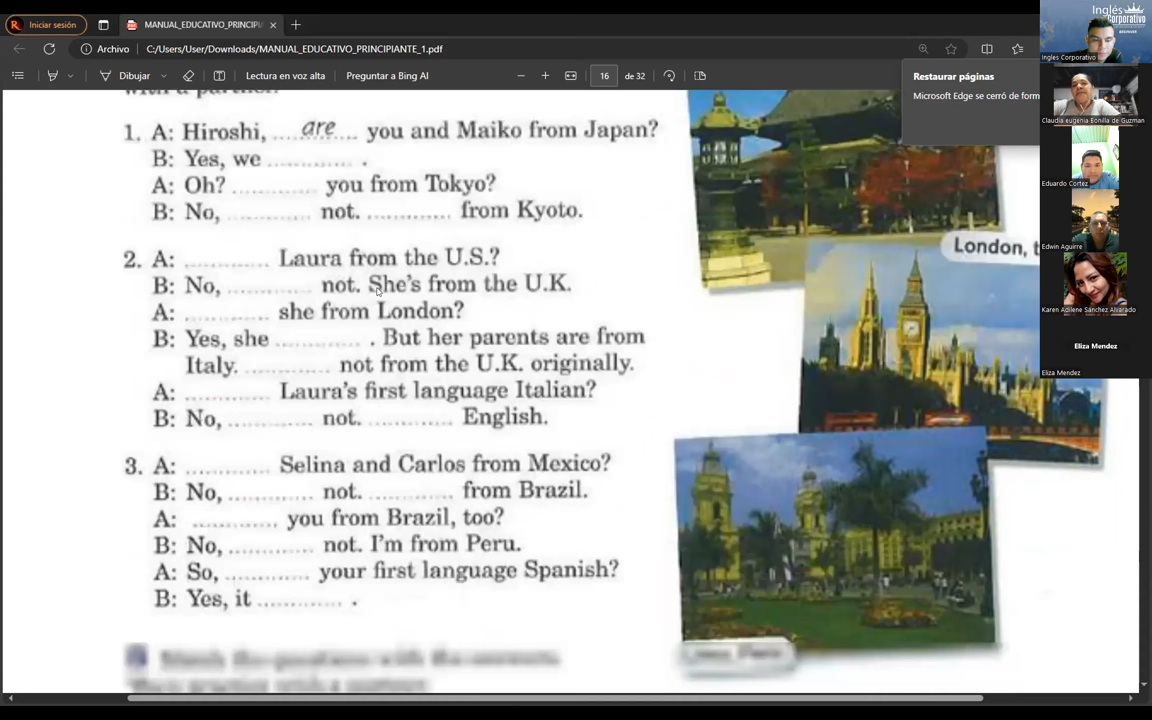 Iniciar sesión
MANUAL_EDUCATIVO_PRINCIPI
Archivo
C:/Users/User/Downloads/MANUAL_EDUCATIVO_PRINCIPIANTE_1.pdf
Dibujar
Lectura en voz alta
Preguntar a Bing AI
16 de 32
Restaurar páginas
Microsoft Edge se cerró de form
with a partner.
1. A: Hiroshi, ....are.... you and Maiko from Japan?
B: Yes, we ............ .
A: Oh? ............ you from Tokyo?
B: No, ............ not. ............ from Kyoto.
2. A: ............ Laura from the U.S.?
B: No, ............ not. She's from the U.K.
A: ............ she from London?
B: Yes, she ............ . But her parents are from
Italy. ............ not from the U.K. originally.
A: ............ Laura's first language Italian?
B: No, ............ not. ............ English.
3. A: ............ Selina and Carlos from Mexico?
B: No, ............ not. ............ from Brazil.
A: ............ you from Brazil, too?
B: No, ............ not. I'm from Peru.
A: So, ............ your first language Spanish?
B: Yes, it ............ .
London, t
Inglés
Corporativo
Ingles Corporativo
Claudia eugenia Bonilla de Guzman
Eduardo Cortez
Edwin Aguirre
Karen Adilene Sánchez Alvarado
Eliza Mendez
Eliza Mendez